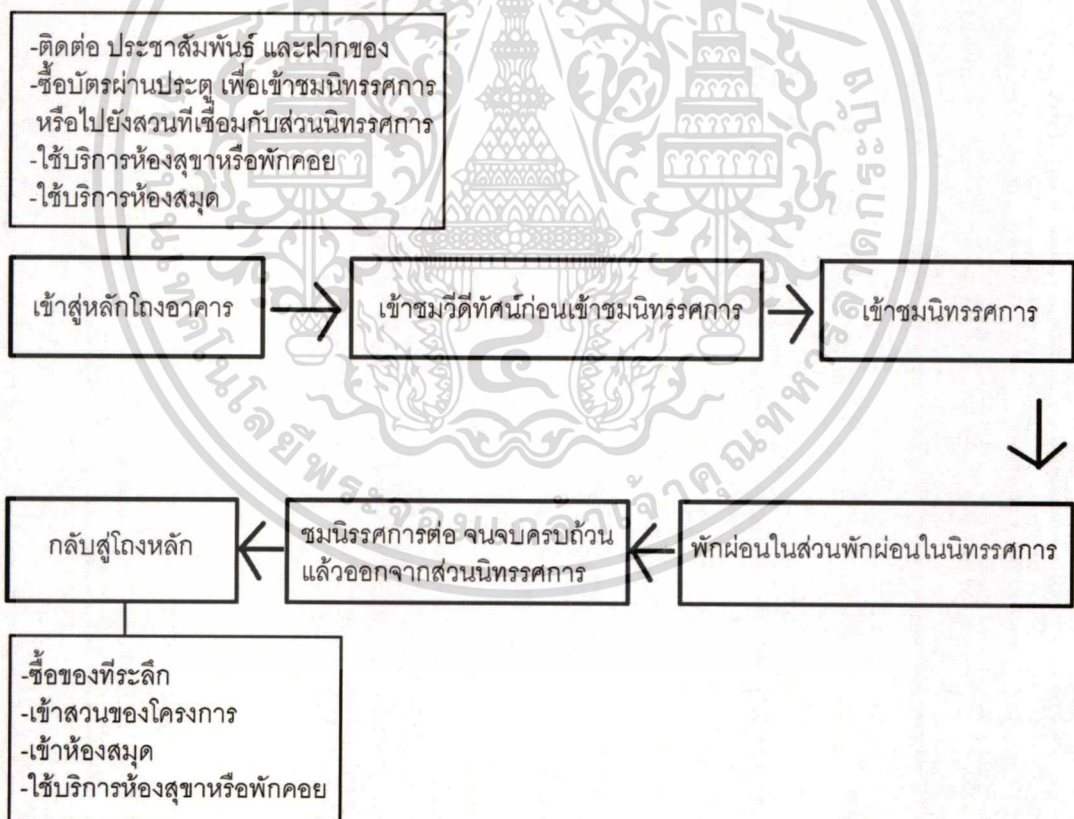 -ติดต่อ ประชาสัมพันธ์ และฝากของ
-ซื้อบัตรผ่านประตู เพื่อเข้าชมนิทรรศการ
หรือไปยังสวนที่เชื่อมกับส่วนนิทรรศการ
-ใช้บริการห้องสุขาหรือพักคอย
-ใช้บริการห้องสมุด
เข้าสู่หลักโถงอาคาร
เข้าชมวีดีทัศน์ก่อนเข้าชมนิทรรศการ
เข้าชมนิทรรศการ
กลับสู่โถงหลัก
ชมนิรรศการต่อ จนจบครบถ้วน
แล้วออกจากส่วนนิทรรศการ
พักผ่อนในส่วนพักผ่อนในนิทรรศการ
-ซื้อของที่ระลึก
-เข้าสวนของโครงการ
-เข้าห้องสมุด
-ใช้บริการห้องสุขาหรือพักคอย